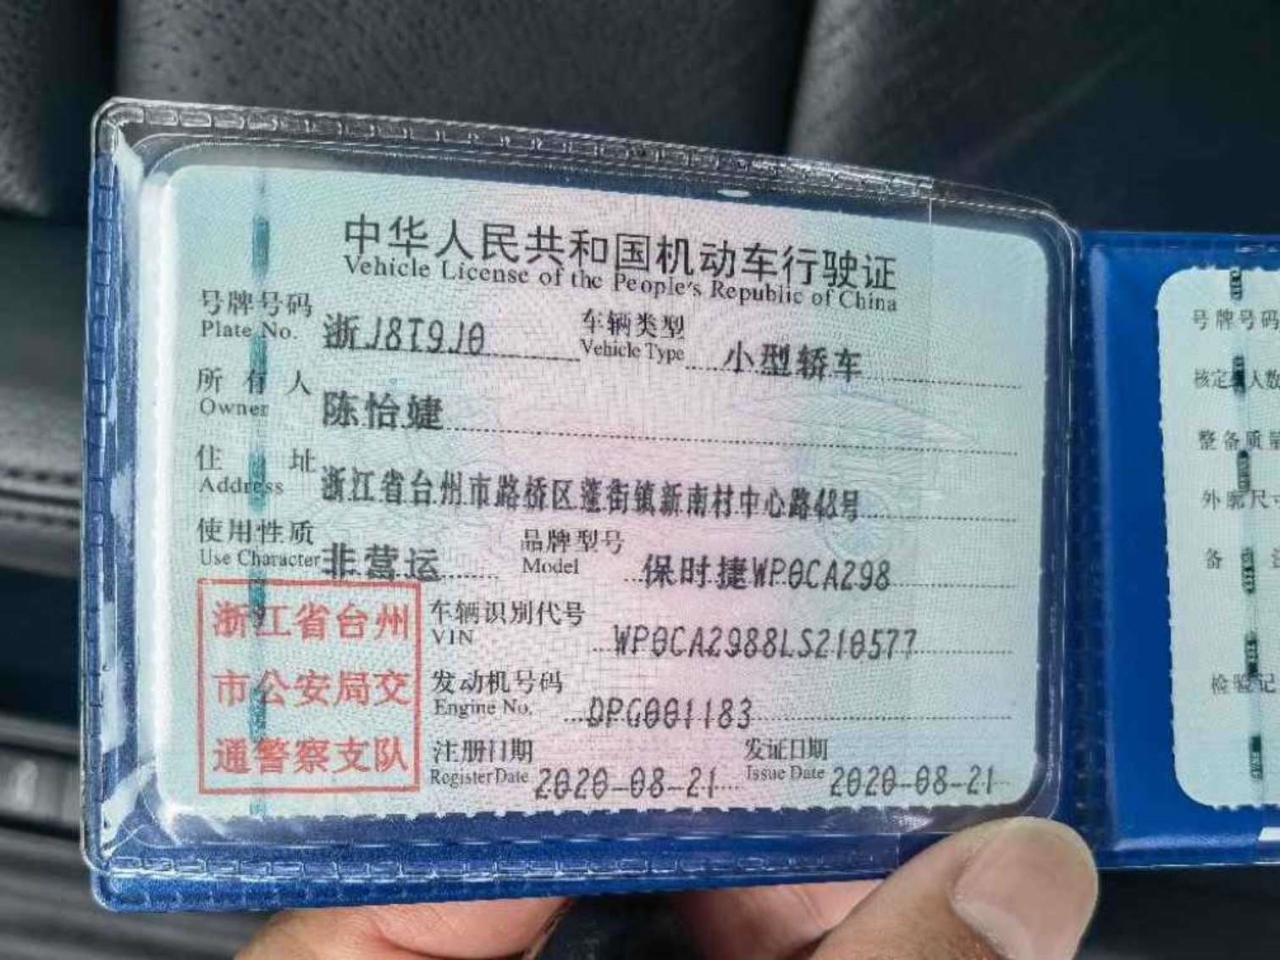 中华人民共和国机动车行驶证
Vehicle License of the People's Republic of China
号牌号码 浙J8T9J0 车辆类型 小型轿车
Plate No. Vehicle Type
所有人 陈怡婕
Owner
住址 浙江省台州市路桥区蓬街镇新南村中心路48号
Address
使用性质 非营运 品牌型号 保时捷WP0CA298
Use Character Model
浙江省台州
市公安局交
通警察支队
车辆识别代号 WP0CA2988LS210577
VIN
发动机号码 DPG001183
Engine No.
注册日期 2020-08-21 发证日期 2020-08-21
Register Date Issue Date
号牌号码
核定 人数
整备质量
外廓尺寸
备
检验记